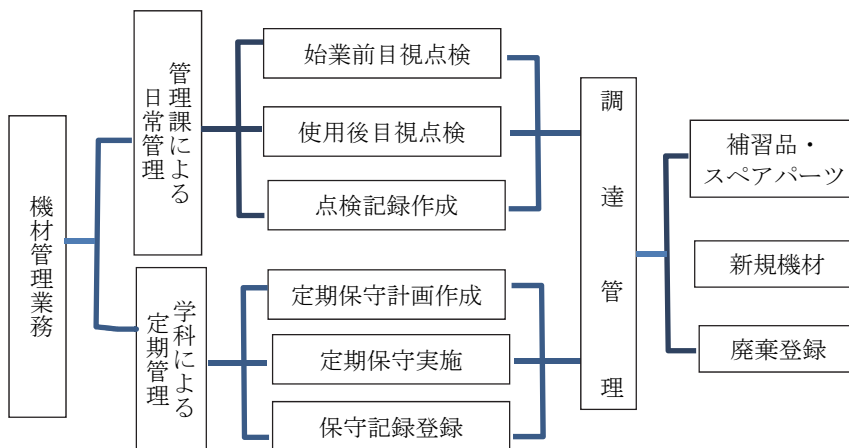 機材管理業務
管理課による
日常管理
始業前目視点検
使用後目視点検
点検記録作成
学科による
定期管理
定期保守計画作成
定期保守実施
保守記録登録
調達管理
補習品・
スペアパーツ
新規機材
廃棄登録